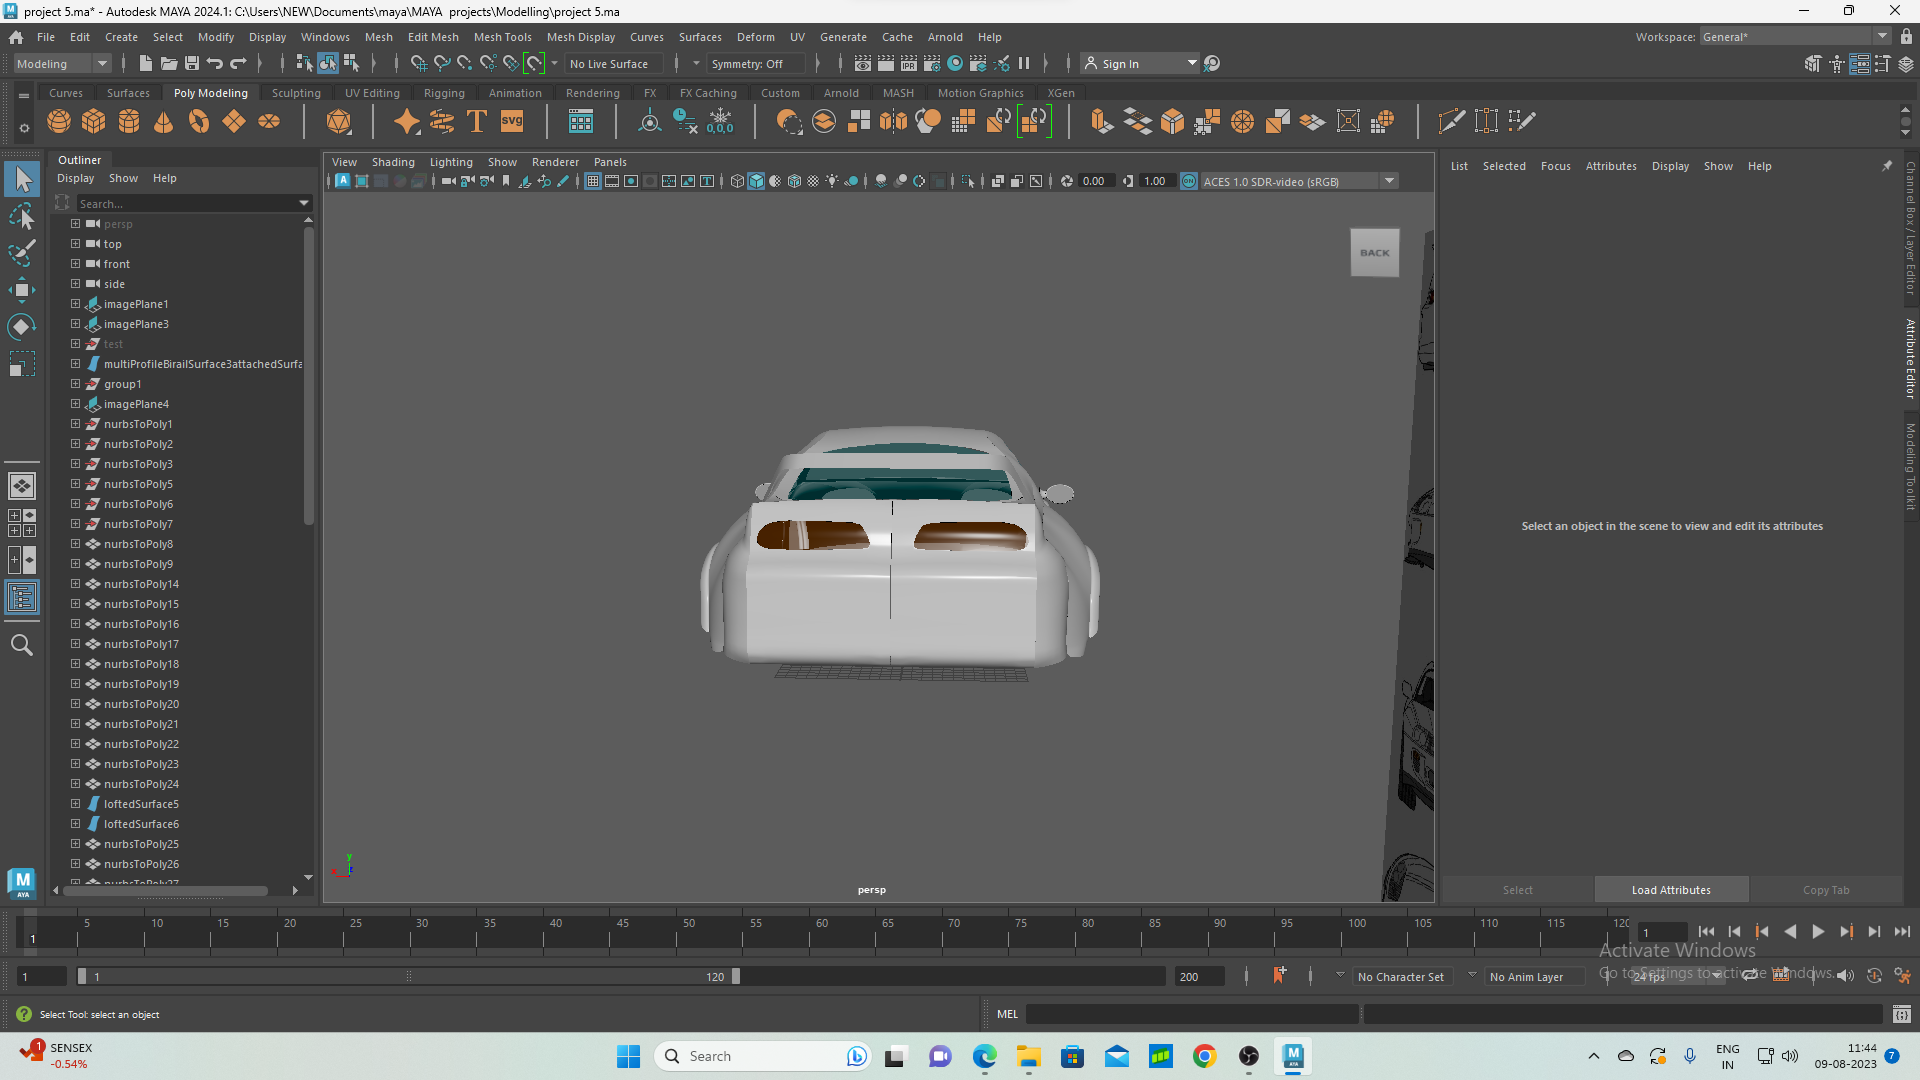 project 5.ma* - Autodesk MAYA 2024.1: C:\Users\NEW\Documents\maya\MAYA projects\Modelling\project 5.ma
File Edit Create Select Modify Display Windows Mesh Edit Mesh Mesh Tools Mesh Display Curves Surfaces Deform UV Generate Cache Arnold Help Workspace: General*
Modeling No Live Surface Symmetry: Off IPR Sign In
Curves Surfaces Poly Modeling Sculpting UV Editing Rigging Animation Rendering FX FX Caching Custom Arnold MASH Motion Graphics XGen
T svg 0,0,0
Outliner
Display Show Help
Search...
persp
top
front
side
imagePlane1
imagePlane3
test
multiProfileBirailSurface3attachedSurfa
group1
imagePlane4
nurbsToPoly1
nurbsToPoly2
nurbsToPoly3
nurbsToPoly5
nurbsToPoly6
nurbsToPoly7
nurbsToPoly8
nurbsToPoly9
nurbsToPoly14
nurbsToPoly15
nurbsToPoly16
nurbsToPoly17
nurbsToPoly18
nurbsToPoly19
nurbsToPoly20
nurbsToPoly21
nurbsToPoly22
nurbsToPoly23
nurbsToPoly24
loftedSurface5
loftedSurface6
nurbsToPoly25
nurbsToPoly26
nurbsToPoly27
View Shading Lighting Show Renderer Panels
0.00 1.00 ON ACES 1.0 SDR-video (sRGB)
BACK
y
persp
List Selected Focus Attributes Display Show Help
Select an object in the scene to view and edit its attributes
Select Load Attributes Copy Tab
Channel Box / Layer Editor
Attribute Editor
Modeling Toolkit
M
AYA
5 10 15 20 25 30 35 40 45 50 55 60 65 70 75 80 85 90 95 100 105 110 115 120
1 1
Activate Windows
Go to Settings to activate Windows.
1 1 120 200 No Character Set No Anim Layer 24 fps
Select Tool: select an object MEL
SENSEX
-0.54%
1
Search
ENG
IN
11:44
09-08-2023
7